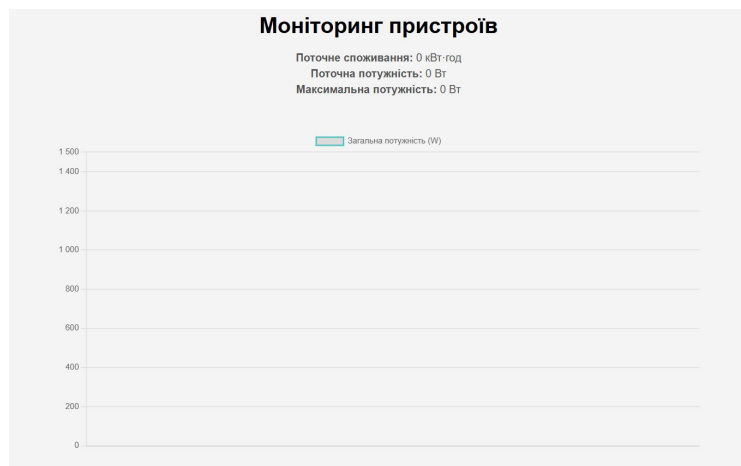 Моніторинг пристроїв
Поточне споживання: 0 кВт·год
Поточна потужність: 0 Вт
Максимальна потужність: 0 Вт
Загальна потужність (W)
1 500
1 400
1 200
1 000
800
600
400
200
0